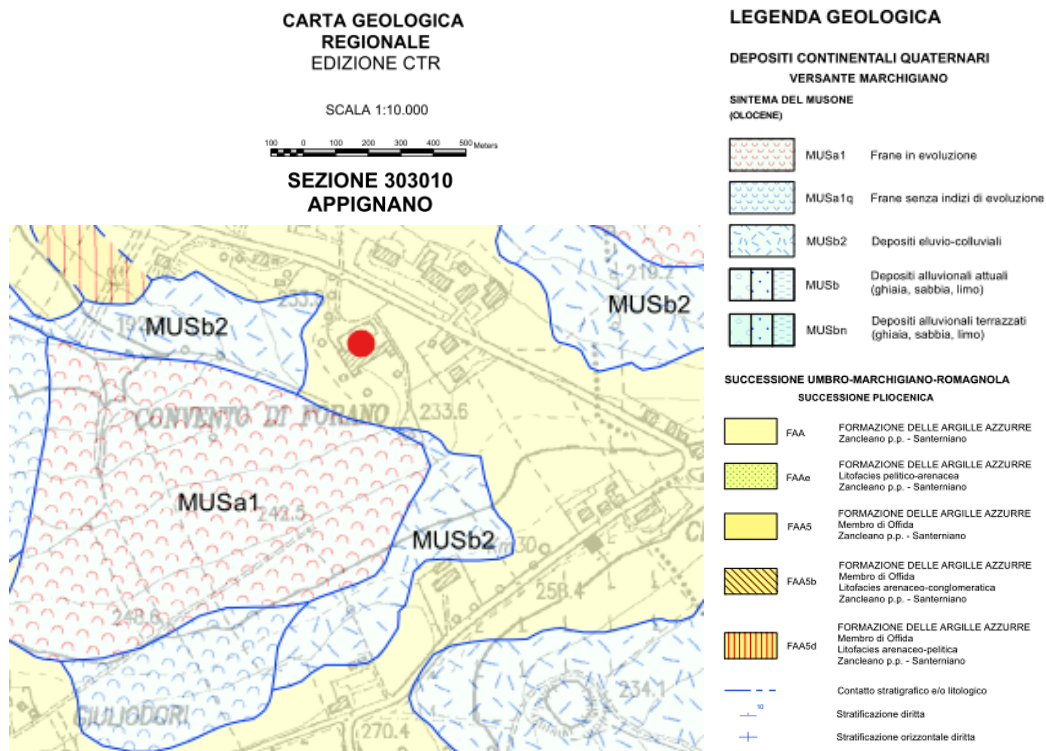 CARTA GEOLOGICA
REGIONALE
EDIZIONE CTR
SCALA 1:10.000
100 0 100 200 300 400 500 Meters
SEZIONE 303010
APPIGNANO
MUSb2
MUSb2
219.2
CONVENTO DI FORANO
233.6
MUSa1
242.5
MUSb2
258.4
248.6
234.1
GIULIODORI
270.4
LEGENDA GEOLOGICA
DEPOSITI CONTINENTALI QUATERNARI
VERSANTE MARCHIGIANO
SINTEMA DEL MUSONE
(OLOCENE)
MUSa1 Frane in evoluzione
MUSa1q Frane senza indizi di evoluzione
MUSb2 Depositi eluvio-colluviali
MUSb Depositi alluvionali attuali
(ghiaia, sabbia, limo)
MUSbn Depositi alluvionali terrazzati
(ghiaia, sabbia, limo)
SUCCESSIONE UMBRO-MARCHIGIANO-ROMAGNOLA
SUCCESSIONE PLIOCENICA
FAA FORMAZIONE DELLE ARGILLE AZZURRE
Zancleano p.p. - Santerniano
FAAe FORMAZIONE DELLE ARGILLE AZZURRE
Litofacies pelitico-arenacea
Zancleano p.p. - Santerniano
FAA5 FORMAZIONE DELLE ARGILLE AZZURRE
Membro di Offida
Zancleano p.p. - Santerniano
FAA5b FORMAZIONE DELLE ARGILLE AZZURRE
Membro di Offida
Litofacies arenaceo-conglomeratica
Zancleano p.p. - Santerniano
FAA5d FORMAZIONE DELLE ARGILLE AZZURRE
Membro di Offida
Litofacies arenaceo-pelitica
Zancleano p.p. - Santerniano
Contatto stratigrafico e/o litologico
10 Stratificazione diritta
Stratificazione orizzontale diritta